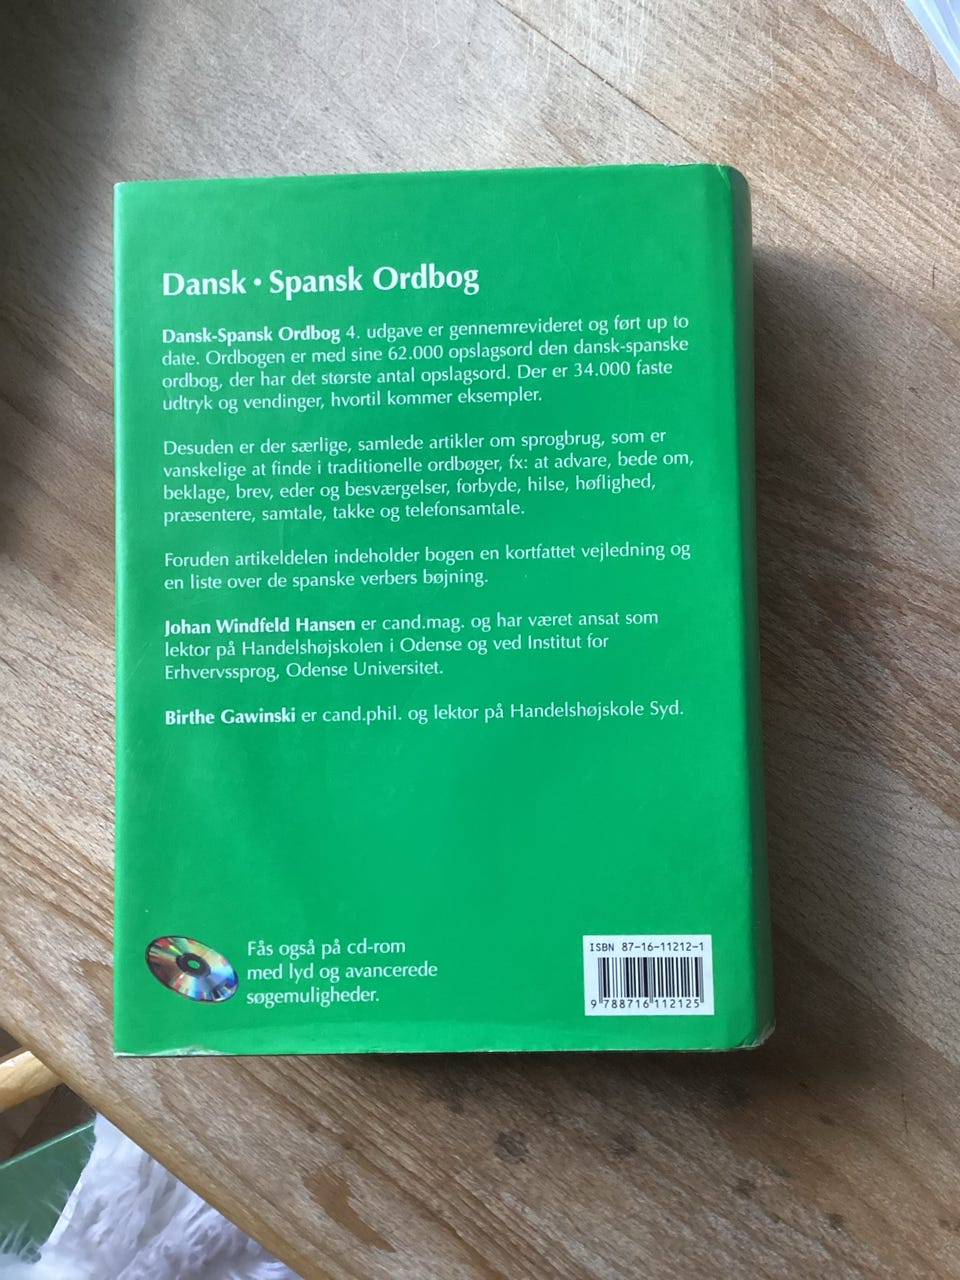 Dansk • Spansk Ordbog
Dansk-Spansk Ordbog 4. udgave er gennemrevideret og ført up to
date. Ordbogen er med sine 62.000 opslagsord den dansk-spanske
ordbog, der har det største antal opslagsord. Der er 34.000 faste
udtryk og vendinger, hvortil kommer eksempler.
Desuden er der særlige, samlede artikler om sprogbrug, som er
vanskelige at finde i traditionelle ordbøger, fx: at advare, bede om,
beklage, brev, eder og besværgelser, forbyde, hilse, høflighed,
præsentere, samtale, takke og telefonsamtale.
Foruden artikeldelen indeholder bogen en kortfattet vejledning og
en liste over de spanske verbers bøjning.
Johan Windfeld Hansen er cand.mag. og har været ansat som
lektor på Handelshøjskolen i Odense og ved Institut for
Erhvervssprog, Odense Universitet.
Birthe Gawinski er cand.phil. og lektor på Handelshøjskole Syd.
Fås også på cd-rom
med lyd og avancerede
søgemuligheder.
ISBN 87-16-11212-1
9 788716 112125